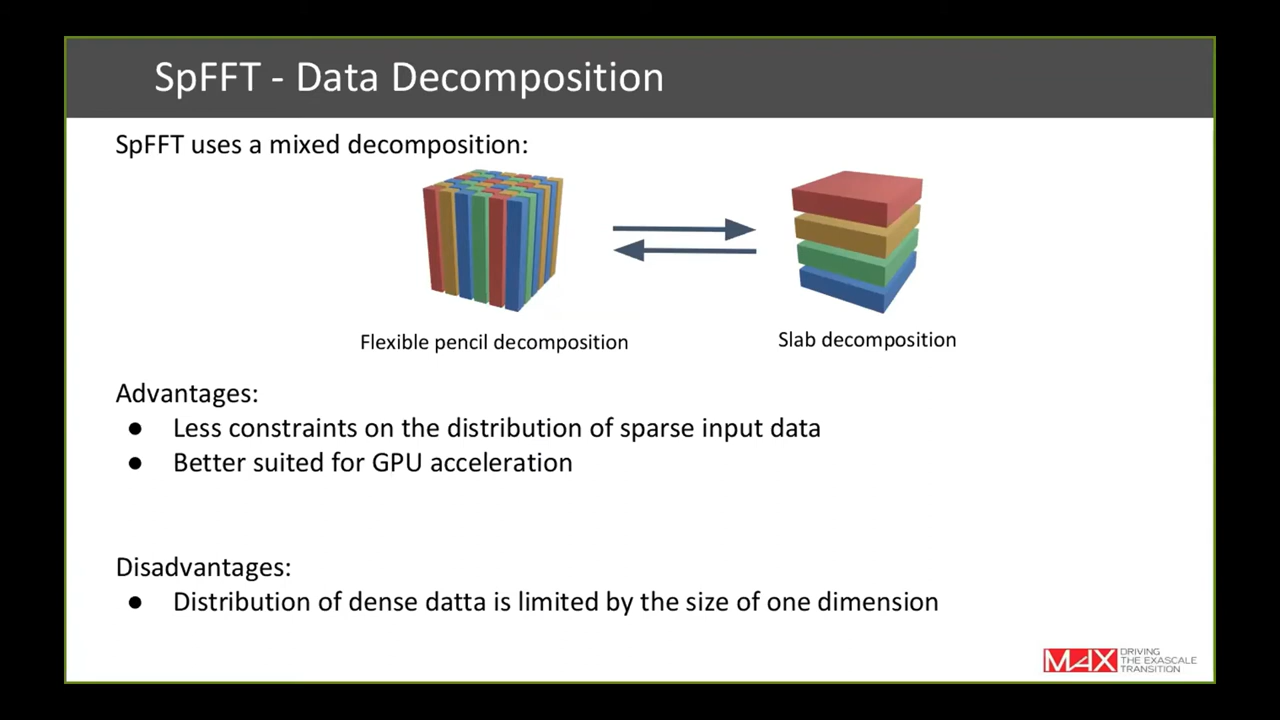 SpFFT - Data Decomposition
SpFFT uses a mixed decomposition:
Flexible pencil decomposition
Slab decomposition
Advantages:
● Less constraints on the distribution of sparse input data
● Better suited for GPU acceleration
Disadvantages:
● Distribution of dense datta is limited by the size of one dimension
MAX
DRIVING
THE EXASCALE
TRANSITION